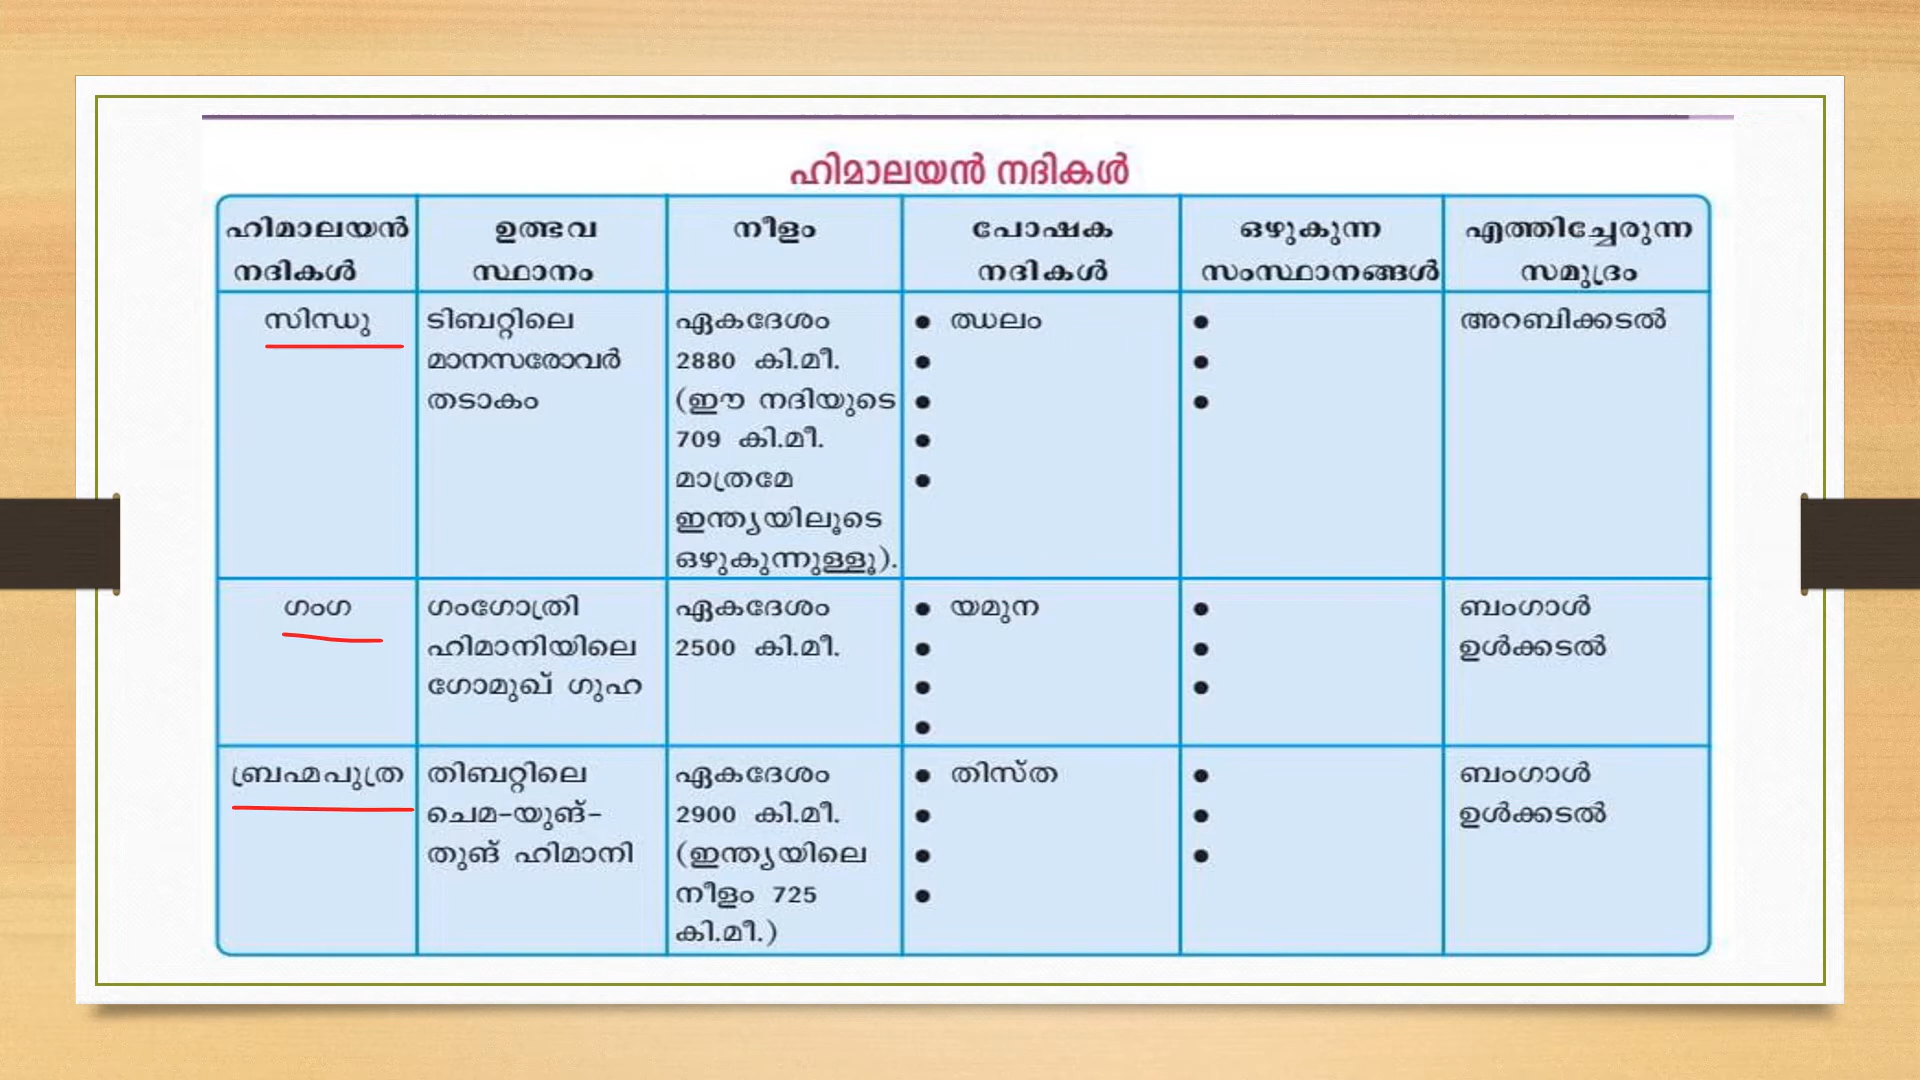 ഹിമാലയൻ നദികൾ
ഹിമാലയൻ നദികൾ
ഉത്ഭവ സ്ഥാനം
നീളം
പോഷക നദികൾ
ഒഴുകുന്ന സംസ്ഥാനങ്ങൾ
എത്തിച്ചേരുന്ന സമുദ്രം
സിന്ധു
ടിബറ്റിലെ
മാനസരോവർ
തടാകം
ഏകദേശം
2880 കി.മീ.
(ഈ നദിയുടെ
709 കി.മീ.
മാത്രമേ
ഇന്ത്യയിലൂടെ
ഒഴുകുന്നുള്ളൂ).
• ഝലം
•
•
•
•
•
•
•
അറബിക്കടൽ
ഗംഗ
ഗംഗോത്രി
ഹിമാനിയിലെ
ഗോമുഖ് ഗുഹ
ഏകദേശം
2500 കി.മീ.
• യമുന
•
•
•
•
•
•
ബംഗാൾ
ഉൾക്കടൽ
ബ്രഹ്മപുത്ര
തിബറ്റിലെ
ചെമ-യുങ്-
തുങ് ഹിമാനി
ഏകദേശം
2900 കി.മീ.
(ഇന്ത്യയിലെ
നീളം 725
കി.മീ.)
• തിസ്ത
•
•
•
•
•
•
ബംഗാൾ
ഉൾക്കടൽ